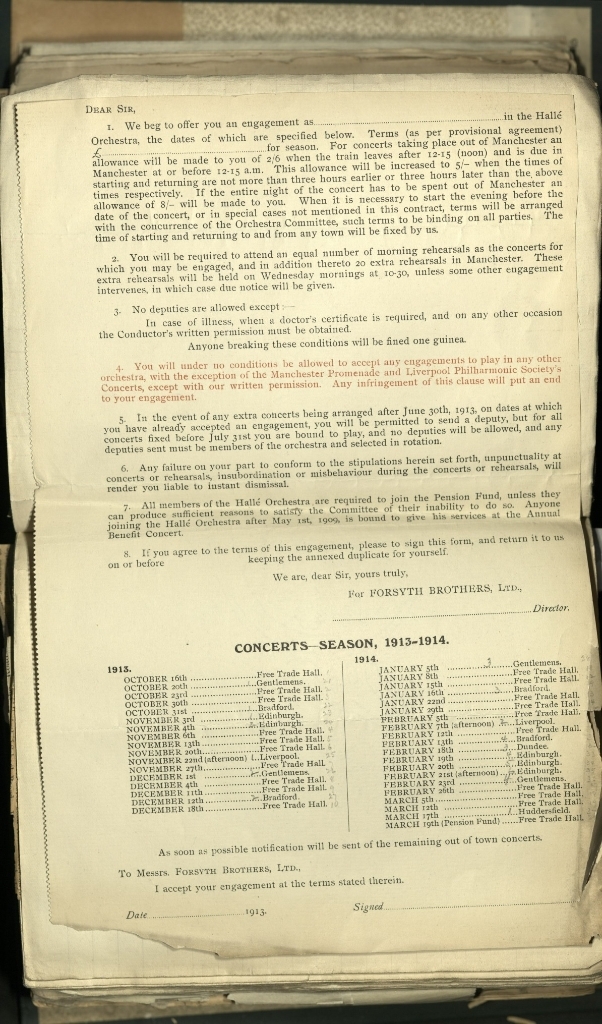 DEAR SIR,
1. We beg to offer you an engagement as in the Hallé
Orchestra, the dates of which are specified below. Terms (as per provisional agreement)
£ for season. For concerts taking place out of Manchester an
allowance will be made to you of 2/6 when the train leaves after 12-15 (noon) and is due in
Manchester at or before 12-15 a.m. This allowance will be increased to 5/- when the times of
starting and returning are not more than three hours earlier or three hours later than the above
times respectively. If the entire night of the concert has to be spent out of Manchester an
allowance of 8/- will be made to you. When it is necessary to start the evening before the
date of the concert, or in special cases not mentioned in this contract, terms will be arranged
with the concurrence of the Orchestra Committee, such terms to be binding on all parties. The
time of starting and returning to and from any town will be fixed by us.
2. You will be required to attend an equal number of morning rehearsals as the concerts for
which you may be engaged, and in addition thereto 20 extra rehearsals in Manchester. These
extra rehearsals will be held on Wednesday mornings at 10-30, unless some other engagement
intervenes, in which case due notice will be given.
3. No deputies are allowed except :—
In case of illness, when a doctor's certificate is required, and on any other occasion
the Conductor's written permission must be obtained.
Anyone breaking these conditions will be fined one guinea.
4. You will under no conditions be allowed to accept any engagements to play in any other
orchestra, with the exception of the Manchester Promenade and Liverpool Philharmonic Society's
Concerts, except with our written permission. Any infringement of this clause will put an end
to your engagement.
5. In the event of any extra concerts being arranged after June 30th, 1913, on dates at which
you have already accepted an engagement, you will be permitted to send a deputy, but for all
concerts fixed before July 31st you are bound to play, and no deputies will be allowed, and any
deputies sent must be members of the orchestra and selected in rotation.
6. Any failure on your part to conform to the stipulations herein set forth, unpunctuality at
concerts or rehearsals, insubordination or misbehaviour during the concerts or rehearsals, will
render you liable to instant dismissal.
7. All members of the Hallé Orchestra are required to join the Pension Fund, unless they
can produce sufficient reasons to satisfy the Committee of their inability to do so. Anyone
joining the Hallé Orchestra after May 1st, 1909, is bound to give his services at the Annual
Benefit Concert.
8. If you agree to the terms of this engagement, please to sign this form, and return it to us
on or before keeping the annexed duplicate for yourself.
We are, dear Sir, yours truly,
For FORSYTH BROTHERS, LTD.,
Director.
CONCERTS—SEASON, 1913-1914.
1913.
OCTOBER 16th Free Trade Hall.
OCTOBER 20th Gentlemens.
OCTOBER 23rd Free Trade Hall.
OCTOBER 30th Free Trade Hall.
OCTOBER 31st Bradford.
NOVEMBER 3rd Edinburgh.
NOVEMBER 4th Edinburgh.
NOVEMBER 6th Free Trade Hall.
NOVEMBER 13th Free Trade Hall.
NOVEMBER 20th Free Trade Hall.
NOVEMBER 22nd (afternoon) Liverpool.
NOVEMBER 27th Free Trade Hall.
DECEMBER 1st Gentlemens.
DECEMBER 4th Free Trade Hall.
DECEMBER 11th Free Trade Hall.
DECEMBER 12th Bradford.
DECEMBER 18th Free Trade Hall.
1914.
JANUARY 5th Gentlemens.
JANUARY 8th Free Trade Hall.
JANUARY 15th Free Trade Hall.
JANUARY 16th Bradford.
JANUARY 22nd Free Trade Hall.
JANUARY 29th Free Trade Hall.
FEBRUARY 5th Free Trade Hall.
FEBRUARY 7th (afternoon) Liverpool.
FEBRUARY 12th Free Trade Hall.
FEBRUARY 13th Bradford.
FEBRUARY 18th Dundee.
FEBRUARY 19th Edinburgh.
FEBRUARY 20th Edinburgh.
FEBRUARY 21st (afternoon) Edinburgh.
FEBRUARY 23rd Gentlemens.
FEBRUARY 26th Free Trade Hall.
MARCH 5th Free Trade Hall.
MARCH 12th Free Trade Hall.
MARCH 17th Huddersfield.
MARCH 19th (Pension Fund) Free Trade Hall.
As soon as possible notification will be sent of the remaining out of town concerts.
To Messrs. FORSYTH BROTHERS, LTD.,
I accept your engagement at the terms stated therein.
Date 1913. Signed